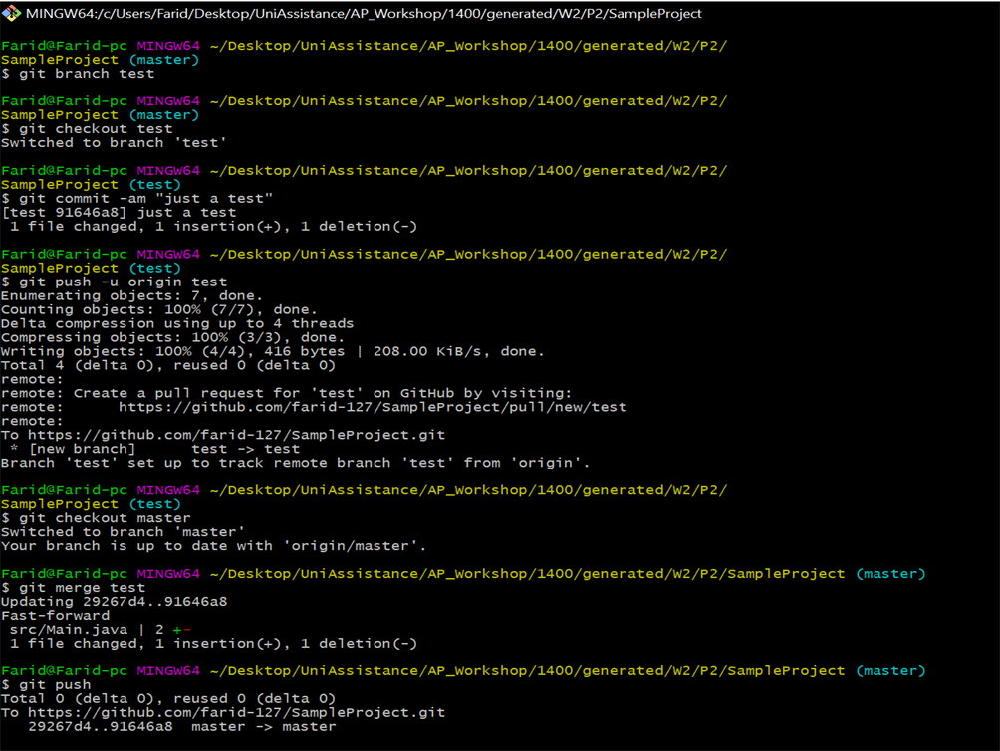 MINGW64:/c/Users/Farid/Desktop/UniAssistance/AP_Workshop/1400/generated/W2/P2/SampleProject
Farid@Farid-pc MINGW64 ~/Desktop/UniAssistance/AP_Workshop/1400/generated/W2/P2/
SampleProject (master)
$ git branch test
Farid@Farid-pc MINGW64 ~/Desktop/UniAssistance/AP_Workshop/1400/generated/W2/P2/
SampleProject (master)
$ git checkout test
Switched to branch 'test'
Farid@Farid-pc MINGW64 ~/Desktop/UniAssistance/AP_Workshop/1400/generated/W2/P2/
SampleProject (test)
$ git commit -am "just a test"
[test 91646a8] just a test
 1 file changed, 1 insertion(+), 1 deletion(-)
Farid@Farid-pc MINGW64 ~/Desktop/UniAssistance/AP_Workshop/1400/generated/W2/P2/
SampleProject (test)
$ git push -u origin test
Enumerating objects: 7, done.
Counting objects: 100% (7/7), done.
Delta compression using up to 4 threads
Compressing objects: 100% (3/3), done.
Writing objects: 100% (4/4), 416 bytes | 208.00 KiB/s, done.
Total 4 (delta 0), reused 0 (delta 0)
remote:
remote: Create a pull request for 'test' on GitHub by visiting:
remote:      https://github.com/farid-127/SampleProject/pull/new/test
remote:
To https://github.com/farid-127/SampleProject.git
 * [new branch]      test -> test
Branch 'test' set up to track remote branch 'test' from 'origin'.
Farid@Farid-pc MINGW64 ~/Desktop/UniAssistance/AP_Workshop/1400/generated/W2/P2/
SampleProject (test)
$ git checkout master
Switched to branch 'master'
Your branch is up to date with 'origin/master'.
Farid@Farid-pc MINGW64 ~/Desktop/UniAssistance/AP_Workshop/1400/generated/W2/P2/SampleProject (master)
$ git merge test
Updating 29267d4..91646a8
Fast-forward
 src/Main.java | 2 +-
 1 file changed, 1 insertion(+), 1 deletion(-)
Farid@Farid-pc MINGW64 ~/Desktop/UniAssistance/AP_Workshop/1400/generated/W2/P2/SampleProject (master)
$ git push
Total 0 (delta 0), reused 0 (delta 0)
To https://github.com/farid-127/SampleProject.git
   29267d4..91646a8  master -> master